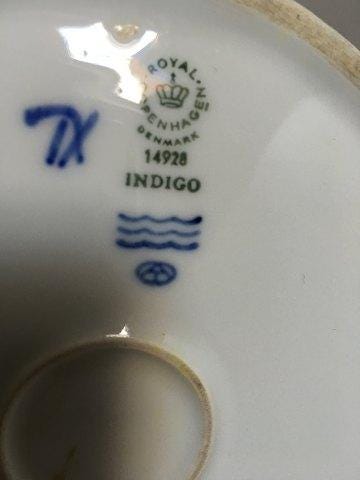 ROYAL
COPENHAGEN
DENMARK
14928
INDIGO